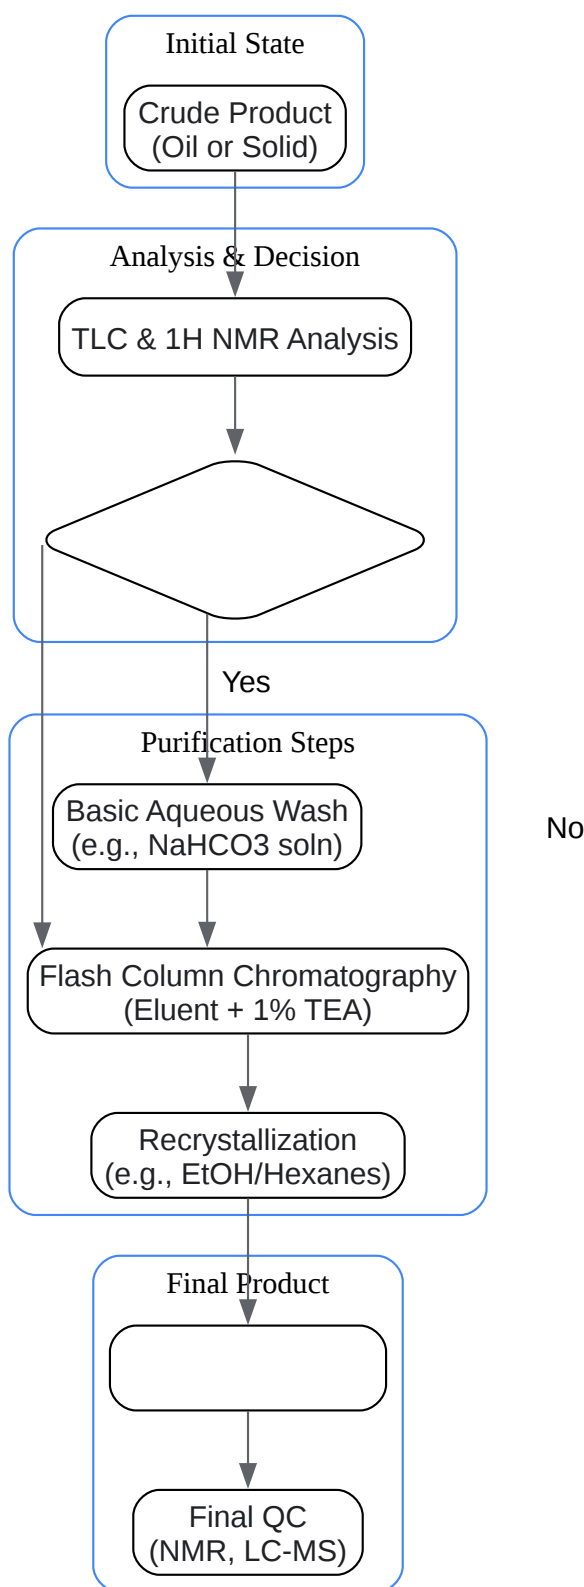 Initial State
Crude Product
(Oil or Solid)
Analysis & Decision
TLC & 1H NMR Analysis
Yes
Purification Steps
Basic Aqueous Wash
(e.g., NaHCO3 soln)
No
Flash Column Chromatography
(Eluent + 1% TEA)
Recrystallization
(e.g., EtOH/Hexanes)
Final Product
Final QC
(NMR, LC-MS)